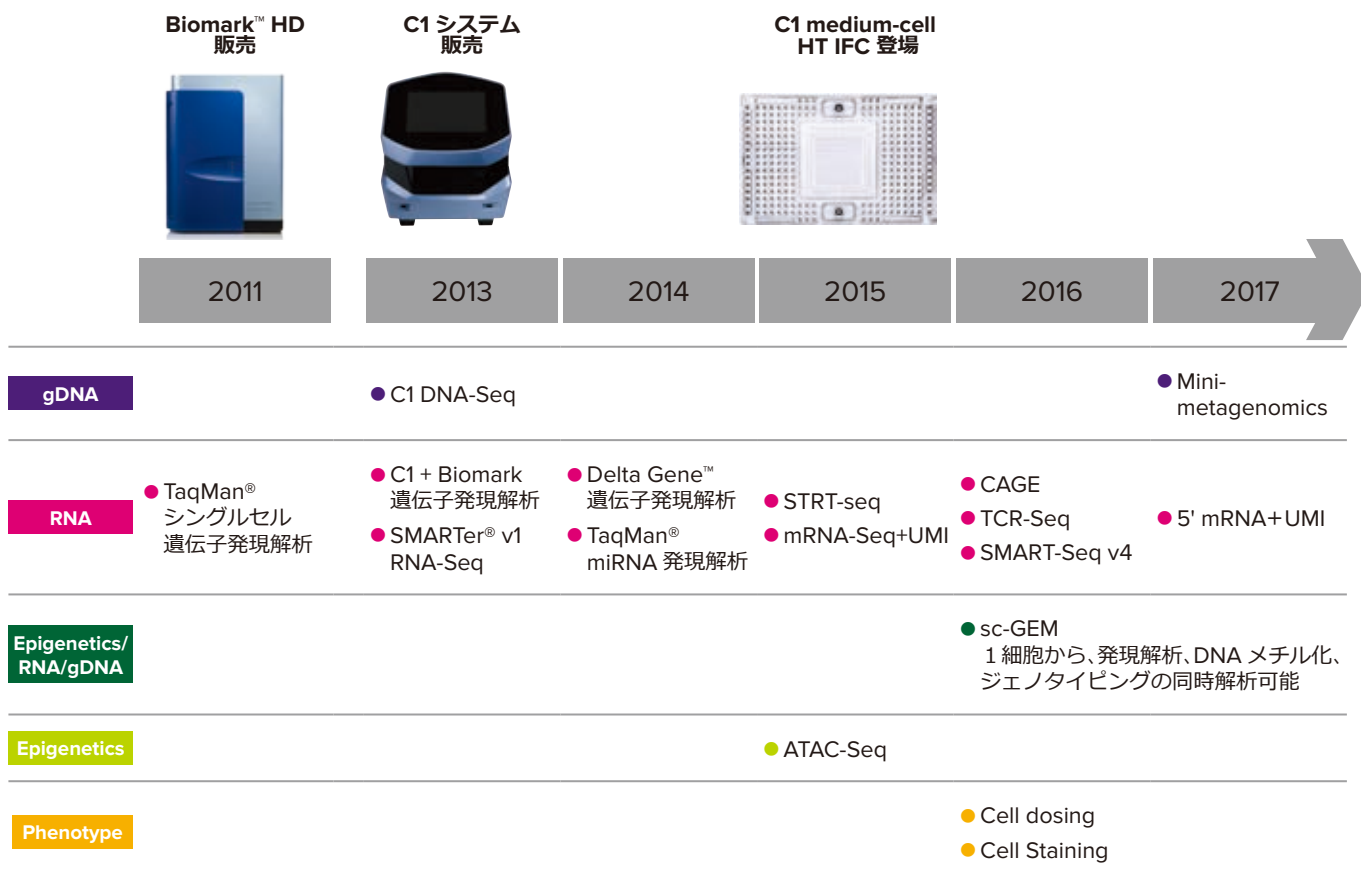 Biomark™ HD
販売
C1 システム
販売
C1 medium-cell
HT IFC 登場
2011
2013
2014
2015
2016
2017
gDNA
● C1 DNA-Seq
● Mini-
metagenomics
RNA
● TaqMan®
シングルセル
遺伝子発現解析
● C1 + Biomark
遺伝子発現解析
● SMARTer® v1
RNA-Seq
● Delta Gene™
遺伝子発現解析
● TaqMan®
miRNA 発現解析
● STRT-seq
● mRNA-Seq+UMI
● CAGE
● TCR-Seq
● SMART-Seq v4
● 5' mRNA+UMI
Epigenetics/
RNA/gDNA
● sc-GEM
１細胞から、発現解析、DNA メチル化、
ジェノタイピングの同時解析可能
Epigenetics
● ATAC-Seq
Phenotype
● Cell dosing
● Cell Staining